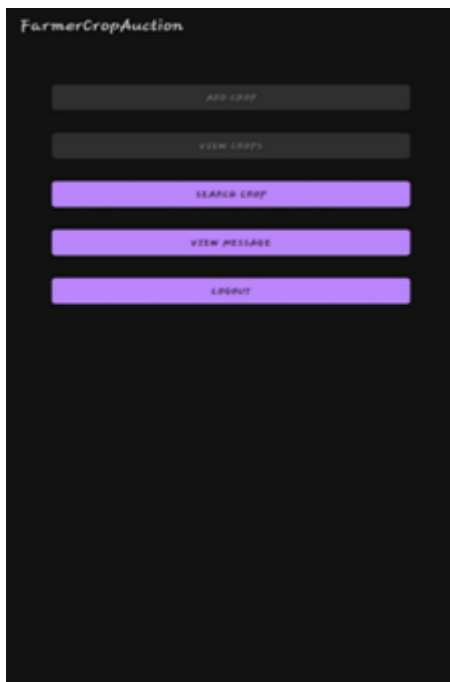 FarmerCropAuction
ADD CROP
VIEW CROPS
SEARCH CROP
VIEW MESSAGE
LOGOUT